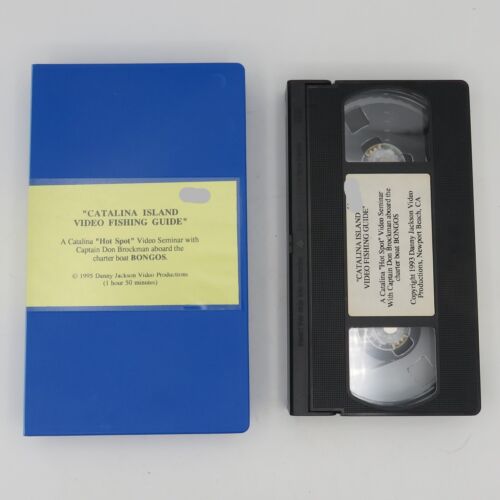 "CATALINA ISLAND
VIDEO FISHING GUIDE"
A Catalina "Hot Spot" Video Seminar with
Captain Don Brockman aboard the
charter boat BONGOS.
© 1995 Danny Jackson Video Productions
(1 hour 50 minutes)
"CATALINA ISLAND
VIDEO FISHING GUIDE"
A Catalina "Hot Spot" Video Seminar
With Captain Don Brockman aboard the
charter boat BONGOS
Copyright 1993 Danny Jackson Video
Productions, Newport Beach, CA